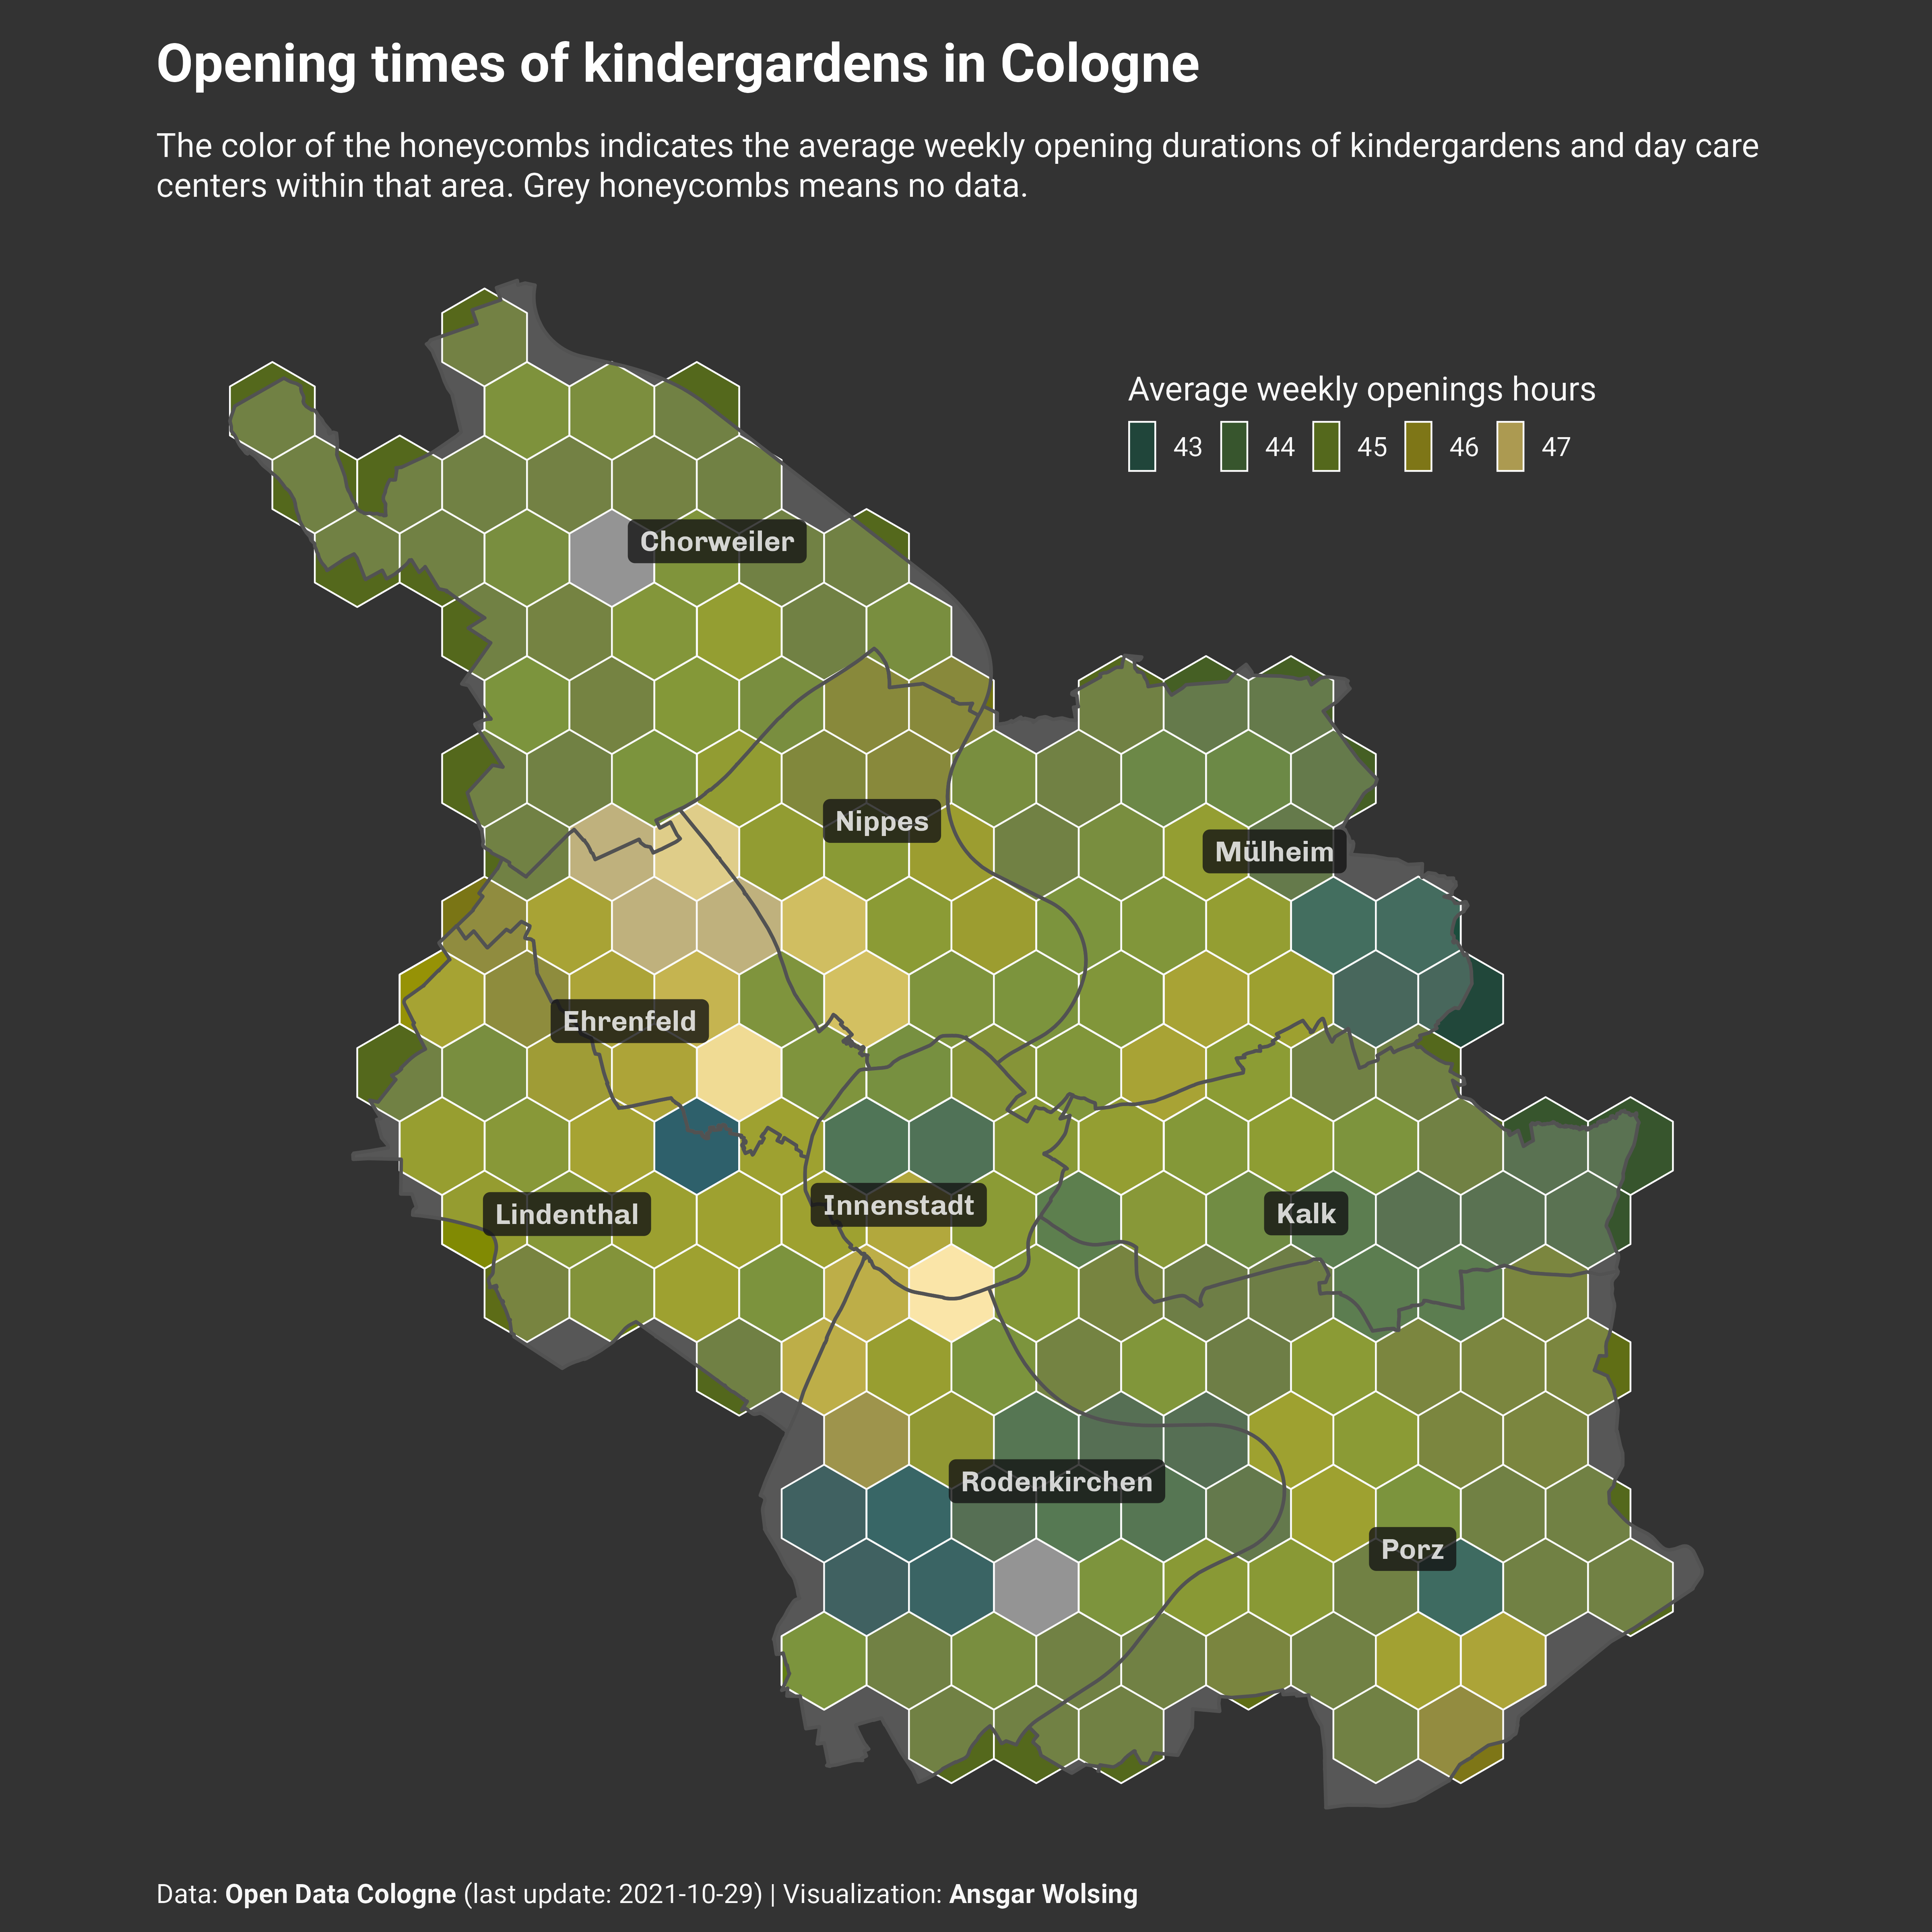 Opening times of kindergardens in Cologne
The color of the honeycombs indicates the average weekly opening durations of kindergardens and day care
centers within that area. Grey honeycombs means no data.
Average weekly openings hours
43 44 45 46 47
Chorweiler
Nippes
Mülheim
Ehrenfeld
Innenstadt
Lindenthal
Kalk
Rodenkirchen
Porz
Data: Open Data Cologne (last update: 2021-10-29) | Visualization: Ansgar Wolsing